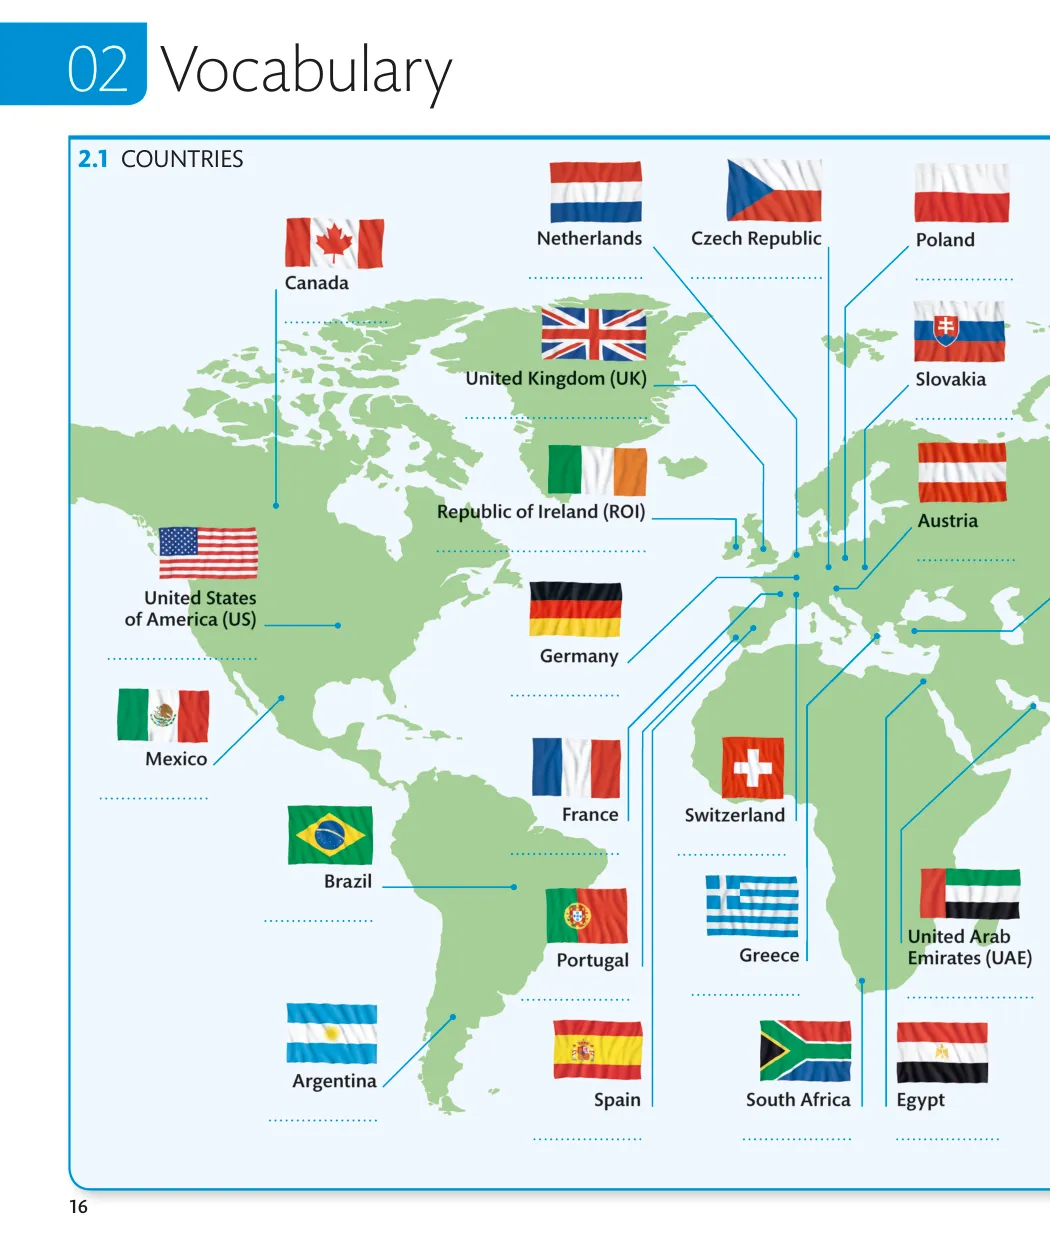 02 Vocabulary
2.1 COUNTRIES
Canada
Netherlands
Czech Republic
Poland
United Kingdom (UK)
Slovakia
Republic of Ireland (ROI)
Austria
United States
of America (US)
Germany
Mexico
France
Switzerland
Brazil
Portugal
Greece
United Arab
Emirates (UAE)
Argentina
Spain
South Africa
Egypt
16